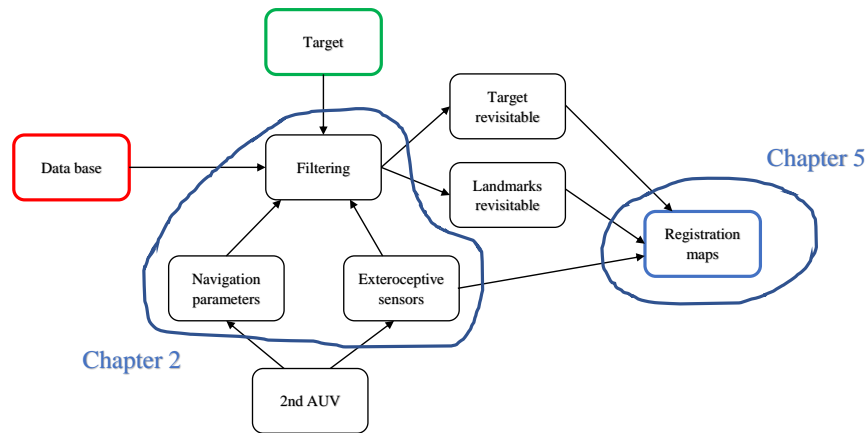 Target
Target
revisitable
Chapter 5
Data base
Filtering
Landmarks
revisitable
Registration
maps
Navigation
parameters
Exteroceptive
sensors
Chapter 2
2nd AUV